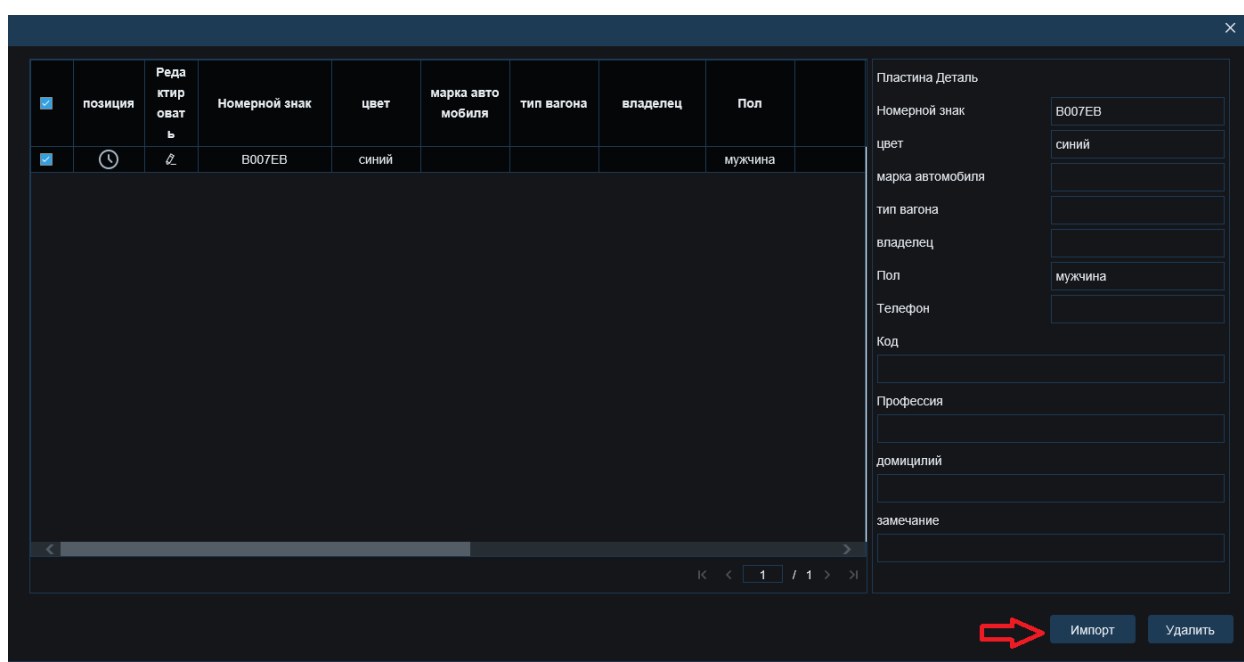 Реда
ктир
оват
ь
позиция
Номерной знак
цвет
марка авто
мобиля
тип вагона
владелец
Пол
B007EB
синий
мужчина
1 / 1
Пластина Деталь
Номерной знак B007EB
цвет синий
марка автомобиля
тип вагона
владелец
Пол мужчина
Телефон
Код
Профессия
домицилий
замечание
Импорт Удалить